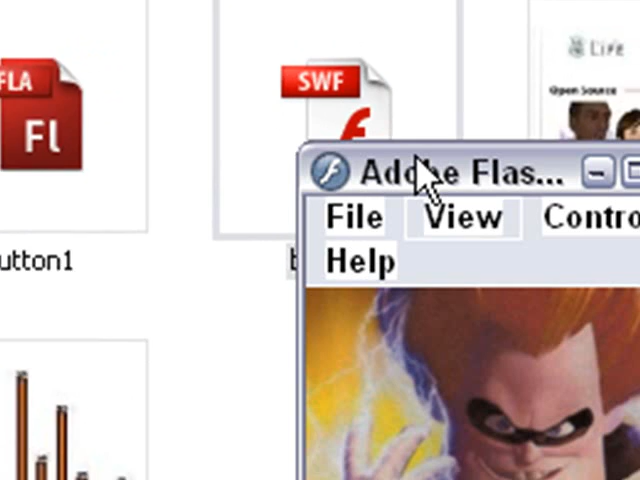 FLA
Fl
SWF
Life
Open Source
Adobe Flas...
File View Contro
Help
utton1
b